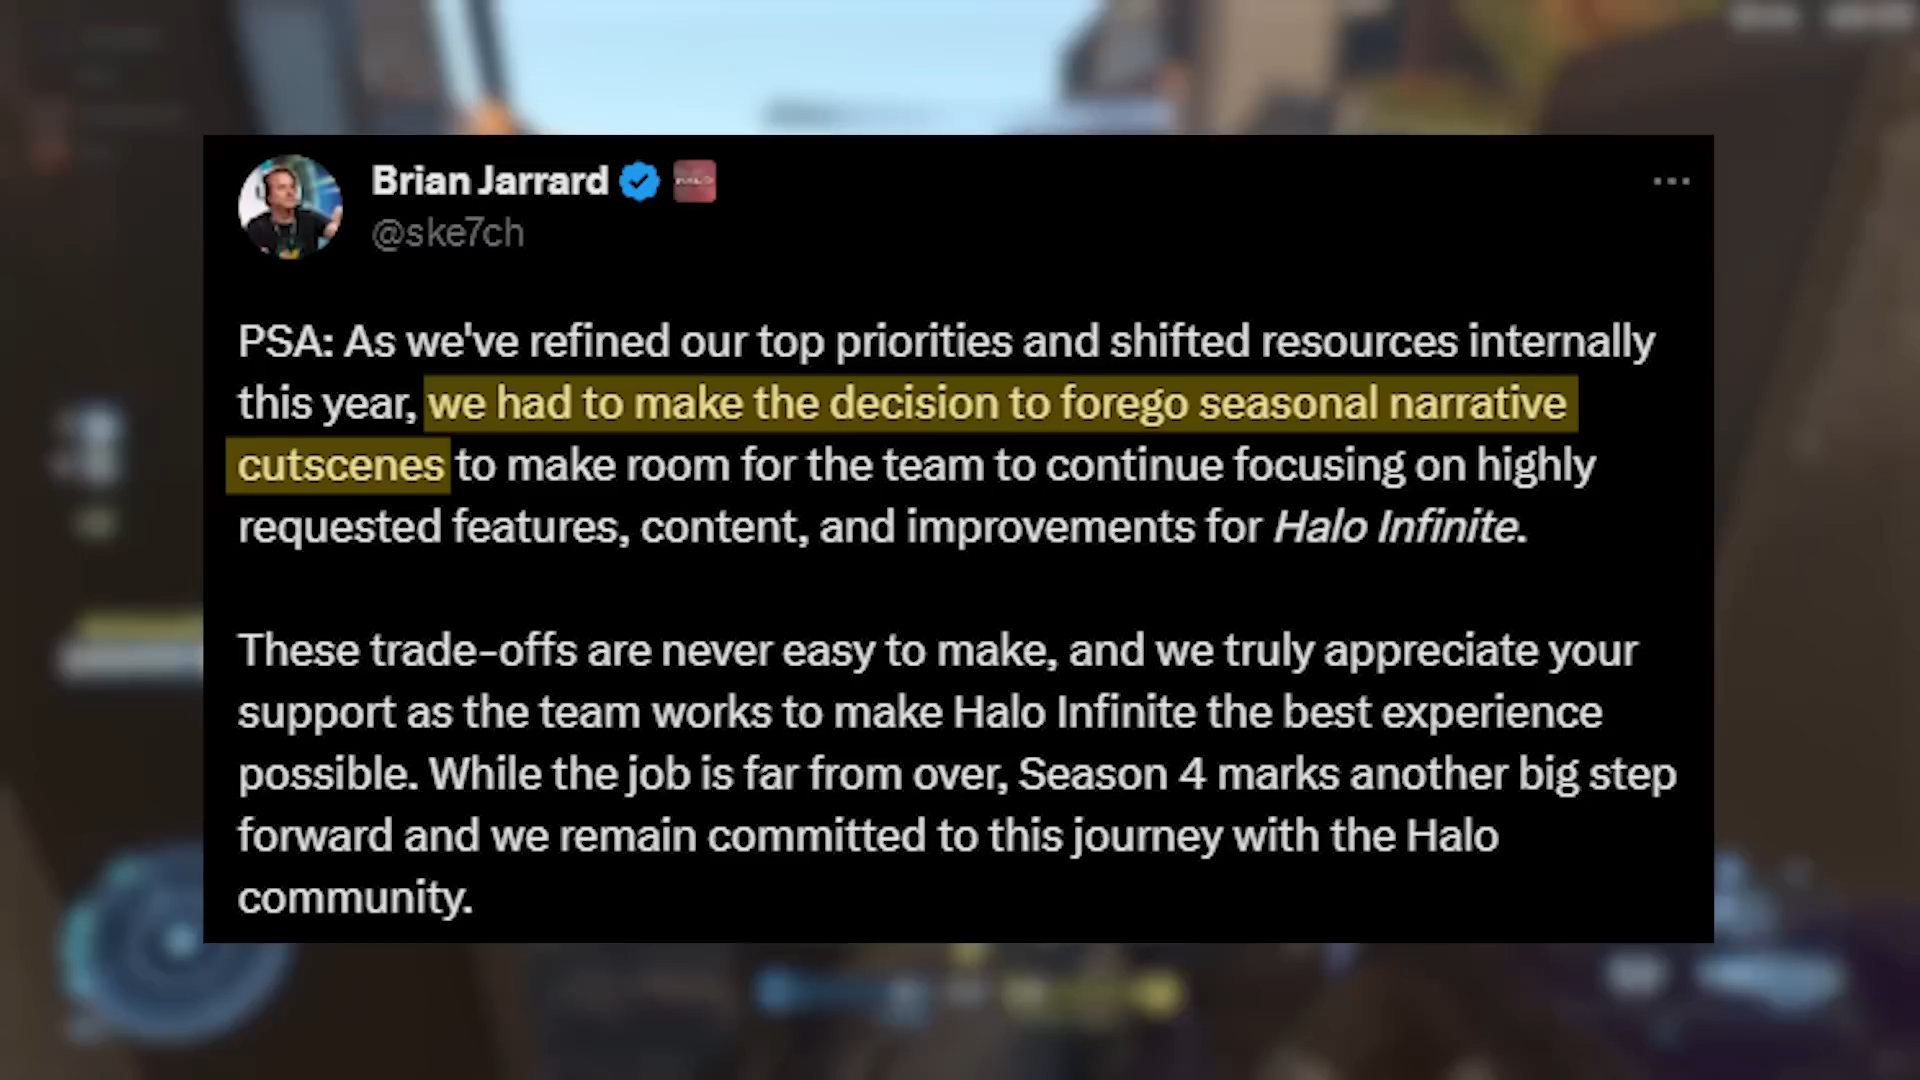 Brian Jarrard
@ske7ch
PSA: As we've refined our top priorities and shifted resources internally
this year, we had to make the decision to forego seasonal narrative
cutscenes to make room for the team to continue focusing on highly
requested features, content, and improvements for Halo Infinite.
These trade-offs are never easy to make, and we truly appreciate your
support as the team works to make Halo Infinite the best experience
possible. While the job is far from over, Season 4 marks another big step
forward and we remain committed to this journey with the Halo
community.